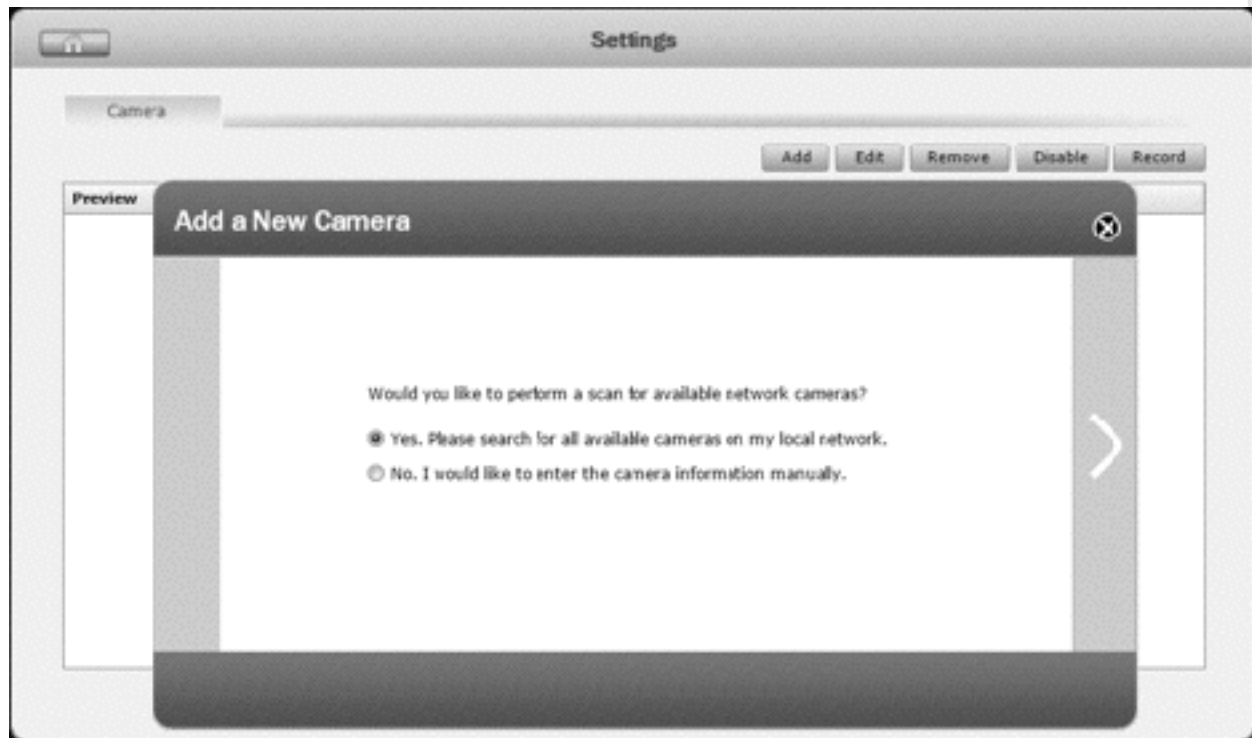 Settings
Camera
Add Edit Remove Disable Record
Preview
Add a New Camera
Would you like to perform a scan for available network cameras?
Yes. Please search for all available cameras on my local network.
No. I would like to enter the camera information manually.